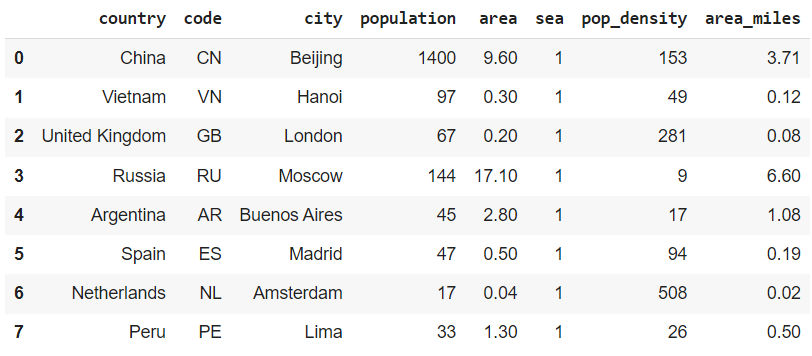 country code city population area sea pop_density area_miles
0 China CN Beijing 1400 9.60 1 153 3.71
1 Vietnam VN Hanoi 97 0.30 1 49 0.12
2 United Kingdom GB London 67 0.20 1 281 0.08
3 Russia RU Moscow 144 17.10 1 9 6.60
4 Argentina AR Buenos Aires 45 2.80 1 17 1.08
5 Spain ES Madrid 47 0.50 1 94 0.19
6 Netherlands NL Amsterdam 17 0.04 1 508 0.02
7 Peru PE Lima 33 1.30 1 26 0.50